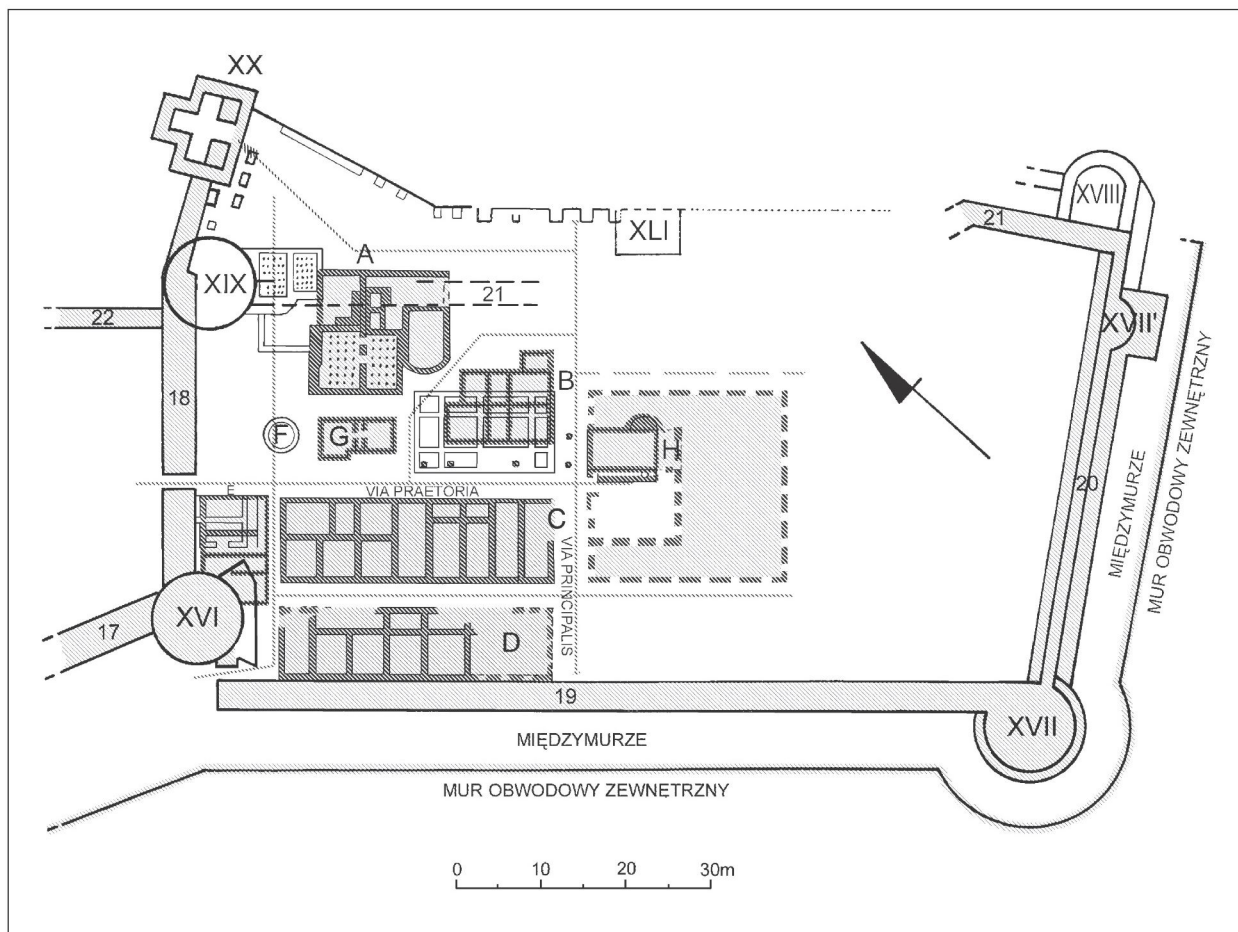 XX
XVIII
21
XLI
A
XIX
21
22
XVII'
B
18
F
G
H
MIĘDZYMURZE
MUR OBWODOWY ZEWNĘTRZNY
20
VIA PRAETORIA
E
C
VIA PRINCIPALIS
XVI
17
D
19
XVII
MIĘDZYMURZE
MUR OBWODOWY ZEWNĘTRZNY
0 10 20 30m